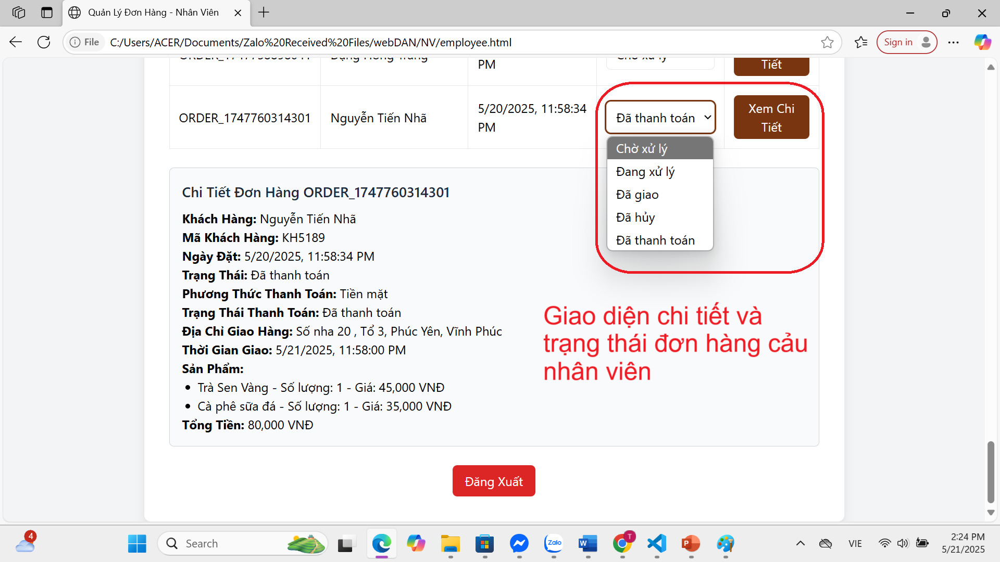 Quản Lý Đơn Hàng - Nhân Viên
File
C:/Users/ACER/Documents/Zalo%20Received%20Files/webDAN/NV/employee.html
Sign in
PM
Tiết
ORDER_1747760314301
Nguyễn Tiến Nhã
5/20/2025, 11:58:34
PM
Đã thanh toán
Xem Chi
Tiết
Chờ xử lý
Đang xử lý
Đã giao
Đã hủy
Đã thanh toán
Chi Tiết Đơn Hàng ORDER_1747760314301
Khách Hàng: Nguyễn Tiến Nhã
Mã Khách Hàng: KH5189
Ngày Đặt: 5/20/2025, 11:58:34 PM
Trạng Thái: Đã thanh toán
Phương Thức Thanh Toán: Tiền mặt
Trạng Thái Thanh Toán: Đã thanh toán
Địa Chỉ Giao Hàng: Số nha 20 , Tổ 3, Phúc Yên, Vĩnh Phúc
Thời Gian Giao: 5/21/2025, 11:58:00 PM
Sản Phẩm:
• Trà Sen Vàng - Số lượng: 1 - Giá: 45,000 VNĐ
• Cà phê sữa đá - Số lượng: 1 - Giá: 35,000 VNĐ
Tổng Tiền: 80,000 VNĐ
Giao diện chi tiết và
trạng thái đơn hàng cảu
nhân viên
Đăng Xuất
4
Search
Zalo
W
T
P
VIE
2:24 PM
5/21/2025